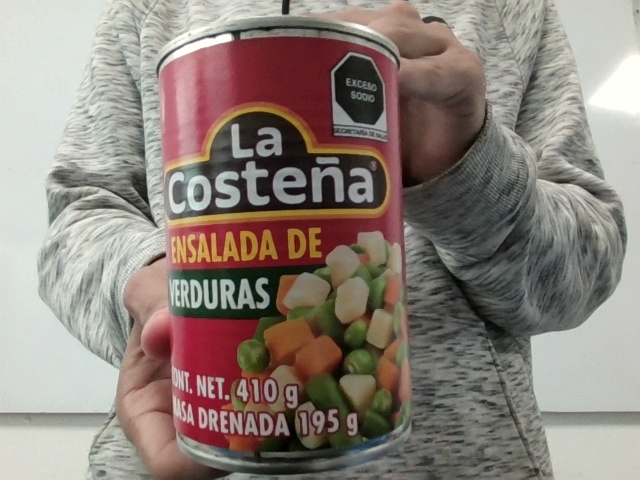 EXCESO
SODIO
SECRETARÍA DE SALUD
La
Costeña®
ENSALADA DE
VERDURAS
CONT. NET. 410 g
MASA DRENADA 195 g